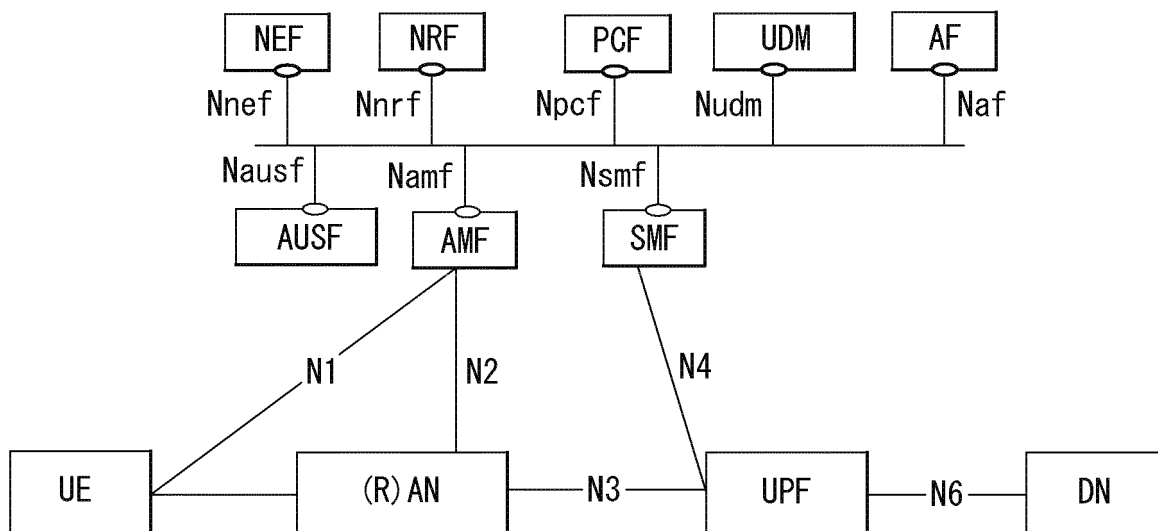 NEF NRF PCF UDM AF
Nnef Nnrf Npcf Nudm Naf
Nausf Namf Nsmf
AUSF AMF SMF
N1 N2 N4
UE (R)AN N3 UPF N6 DN